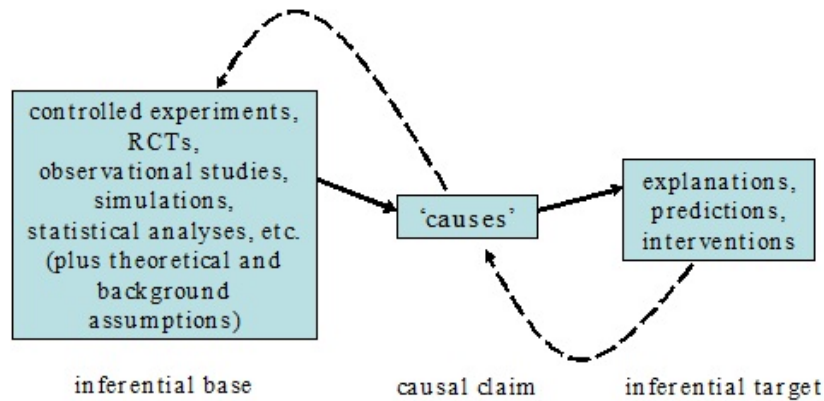 controlled experiments,
RCTs,
observational studies,
simulations,
statistical analyses, etc.
(plus theoretical and
background
assumptions)
‘causes’
explanations,
predictions,
interventions
inferential base
causal claim
inferential target